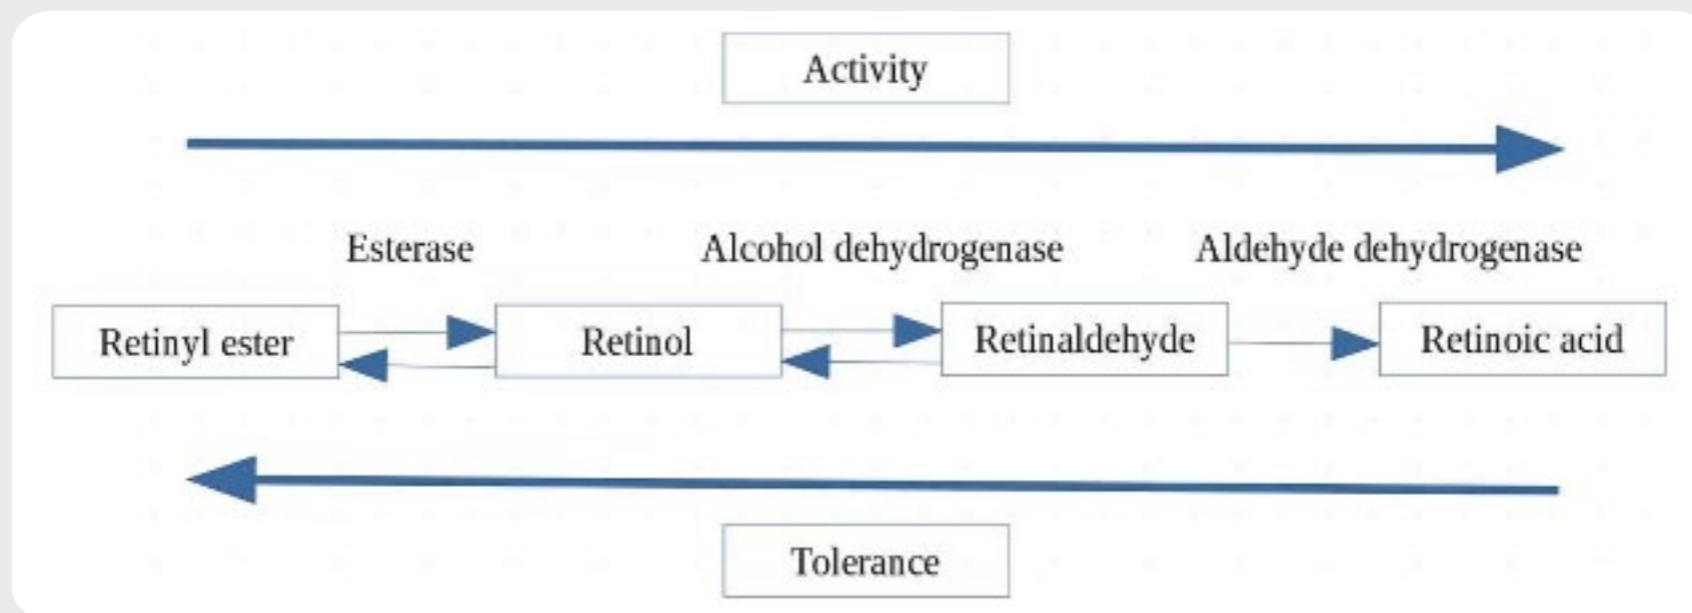 Activity
Esterase Alcohol dehydrogenase Aldehyde dehydrogenase
Retinyl ester Retinol Retinaldehyde Retinoic acid
Tolerance